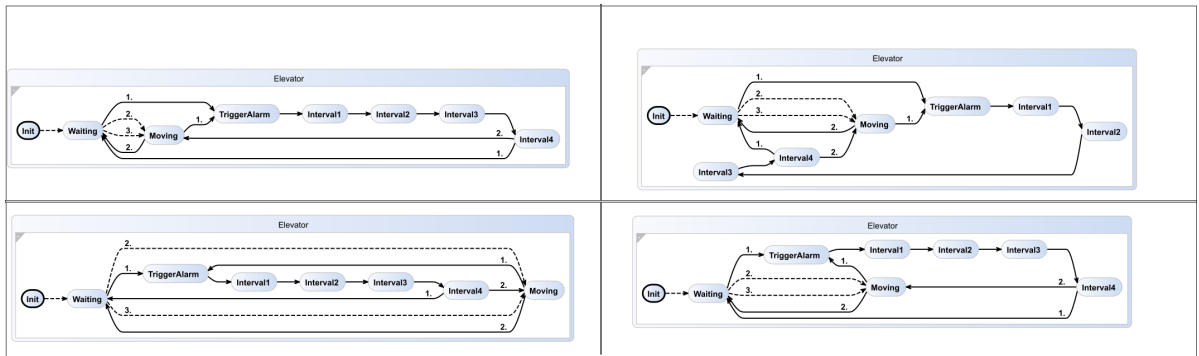 Elevator
1.
2.
TriggerAlarm
Interval1
Interval2
Interval3
Init
Waiting
3.
Moving
1.
2.
2.
Interval4
1.
Elevator
1.
2.
TriggerAlarm
Interval1
Init
Waiting
3.
Moving
1.
2.
Interval2
1.
Interval4
2.
Interval3
Elevator
2.
1.
1.
TriggerAlarm
Interval1
Interval2
Interval3
Init
Waiting
1.
Interval4
2.
Moving
3.
2.
Elevator
1.
TriggerAlarm
Interval1
Interval2
Interval3
1.
2.
Init
Waiting
3.
Moving
2.
Interval4
2.
1.